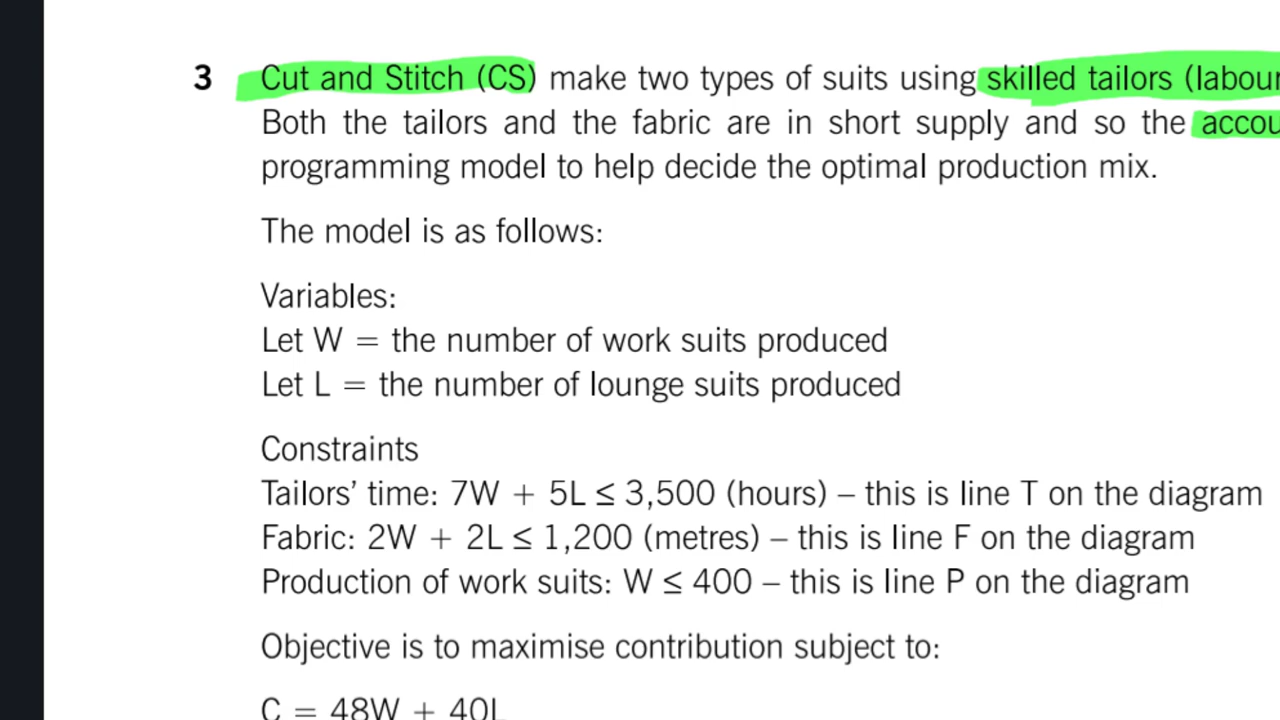 3 Cut and Stitch (CS) make two types of suits using skilled tailors (labour
Both the tailors and the fabric are in short supply and so the accou
programming model to help decide the optimal production mix.
The model is as follows:
Variables:
Let W = the number of work suits produced
Let L = the number of lounge suits produced
Constraints
Tailors’ time: 7W + 5L ≤ 3,500 (hours) – this is line T on the diagram
Fabric: 2W + 2L ≤ 1,200 (metres) – this is line F on the diagram
Production of work suits: W ≤ 400 – this is line P on the diagram
Objective is to maximise contribution subject to:
C = 48W + 40L